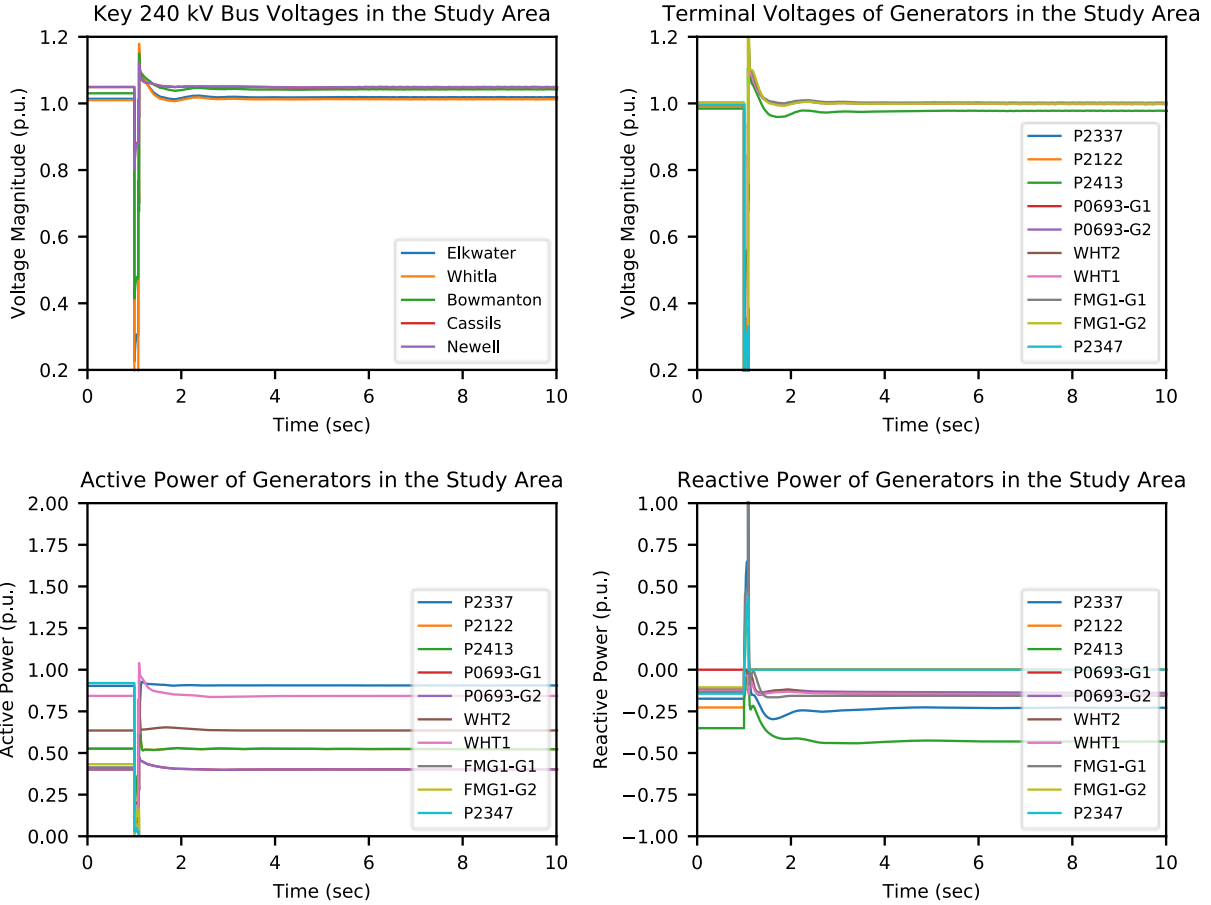 Key 240 kV Bus Voltages in the Study Area
1.2
1.0
0.8
0.6
0.4
0.2
Voltage Magnitude (p.u.)
Elkwater
Whitla
Bowmanton
Cassils
Newell
0 2 4 6 8 10
Time (sec)
Terminal Voltages of Generators in the Study Area
1.2
1.0
0.8
0.6
0.4
0.2
Voltage Magnitude (p.u.)
P2337
P2122
P2413
P0693-G1
P0693-G2
WHT2
WHT1
FMG1-G1
FMG1-G2
P2347
0 2 4 6 8 10
Time (sec)
Active Power of Generators in the Study Area
2.00
1.75
1.50
1.25
1.00
0.75
0.50
0.25
0.00
Active Power (p.u.)
P2337
P2122
P2413
P0693-G1
P0693-G2
WHT2
WHT1
FMG1-G1
FMG1-G2
P2347
0 2 4 6 8 10
Time (sec)
Reactive Power of Generators in the Study Area
1.00
0.75
0.50
0.25
0.00
−0.25
−0.50
−0.75
−1.00
Reactive Power (p.u.)
P2337
P2122
P2413
P0693-G1
P0693-G2
WHT2
WHT1
FMG1-G1
FMG1-G2
P2347
0 2 4 6 8 10
Time (sec)